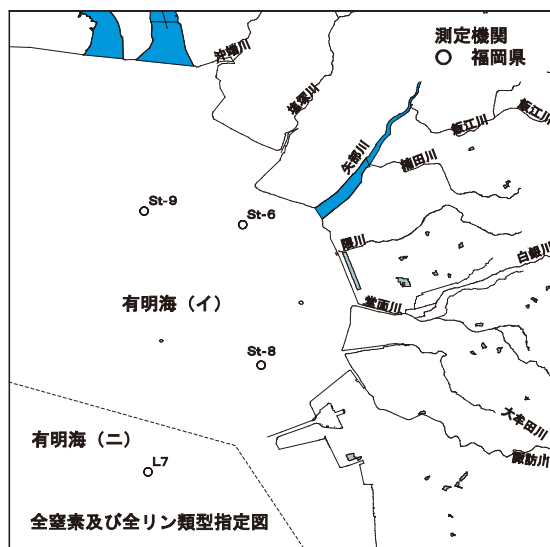 測定機関
○ 福岡県
沖端川
塩塚川
矢部川
飯江川
飯江川
楠田川
隈川
白銀川
堂面川
大牟田川
諏訪川
St-9
St-6
有明海（イ）
St-8
有明海（ニ）
L7
全窒素及び全リン類型指定図